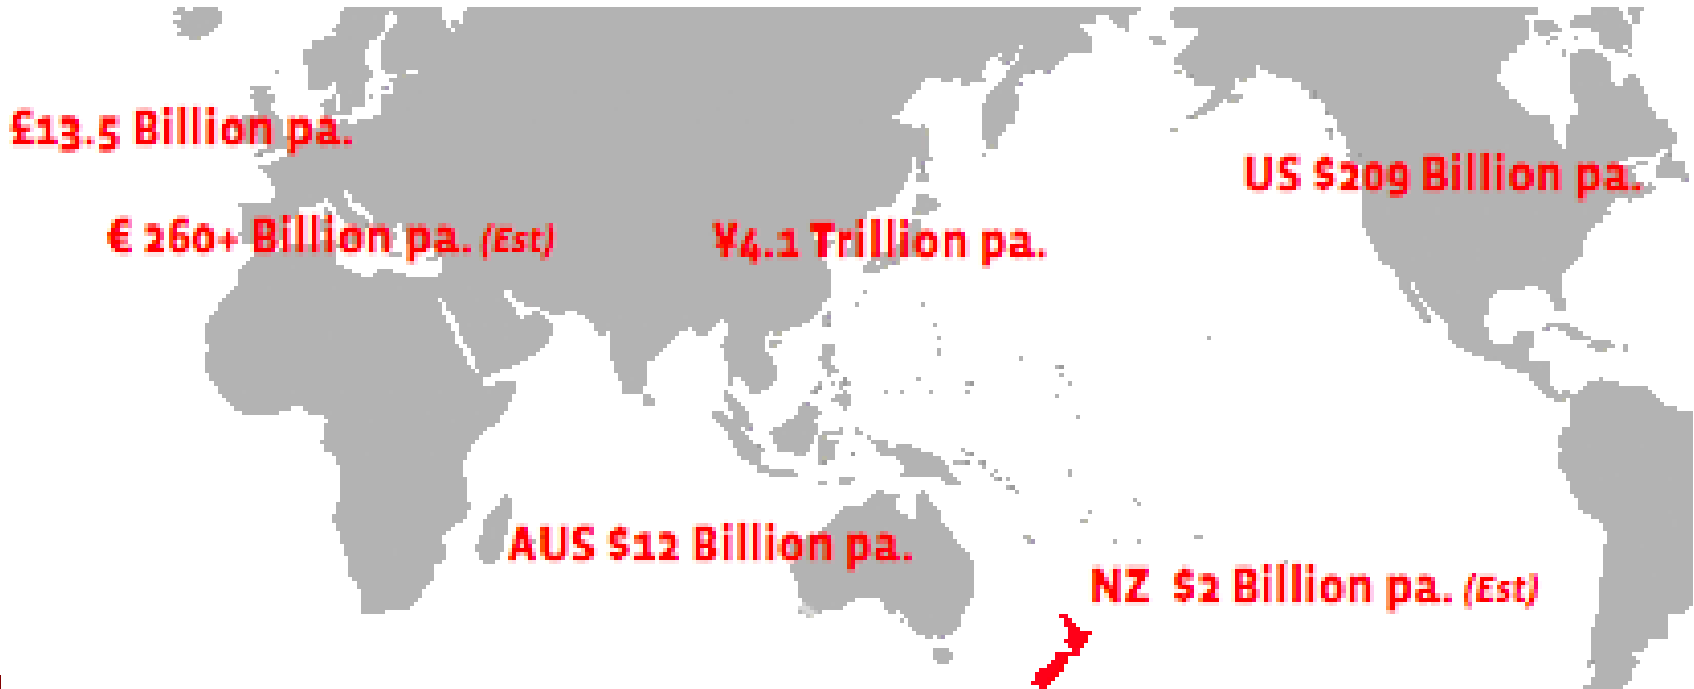 £13.5 Billion pa.
US $209 Billion pa.
€ 260+ Billion pa. (Est)
¥4.1 Trillion pa.
AUS $12 Billion pa.
NZ $2 Billion pa. (Est)